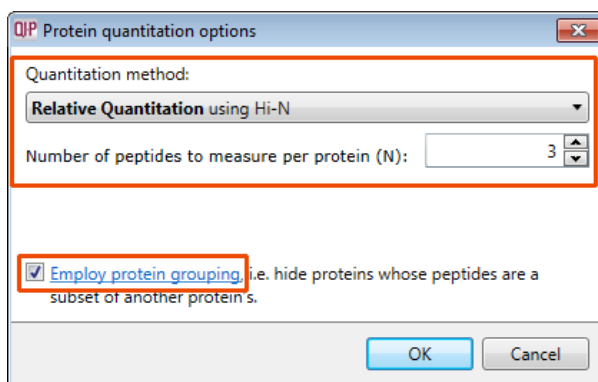 QIP Protein quantitation options
Quantitation method:
Relative Quantitation using Hi-N
Number of peptides to measure per protein (N):
3
Employ protein grouping, i.e. hide proteins whose peptides are a
subset of another protein's.
OK
Cancel